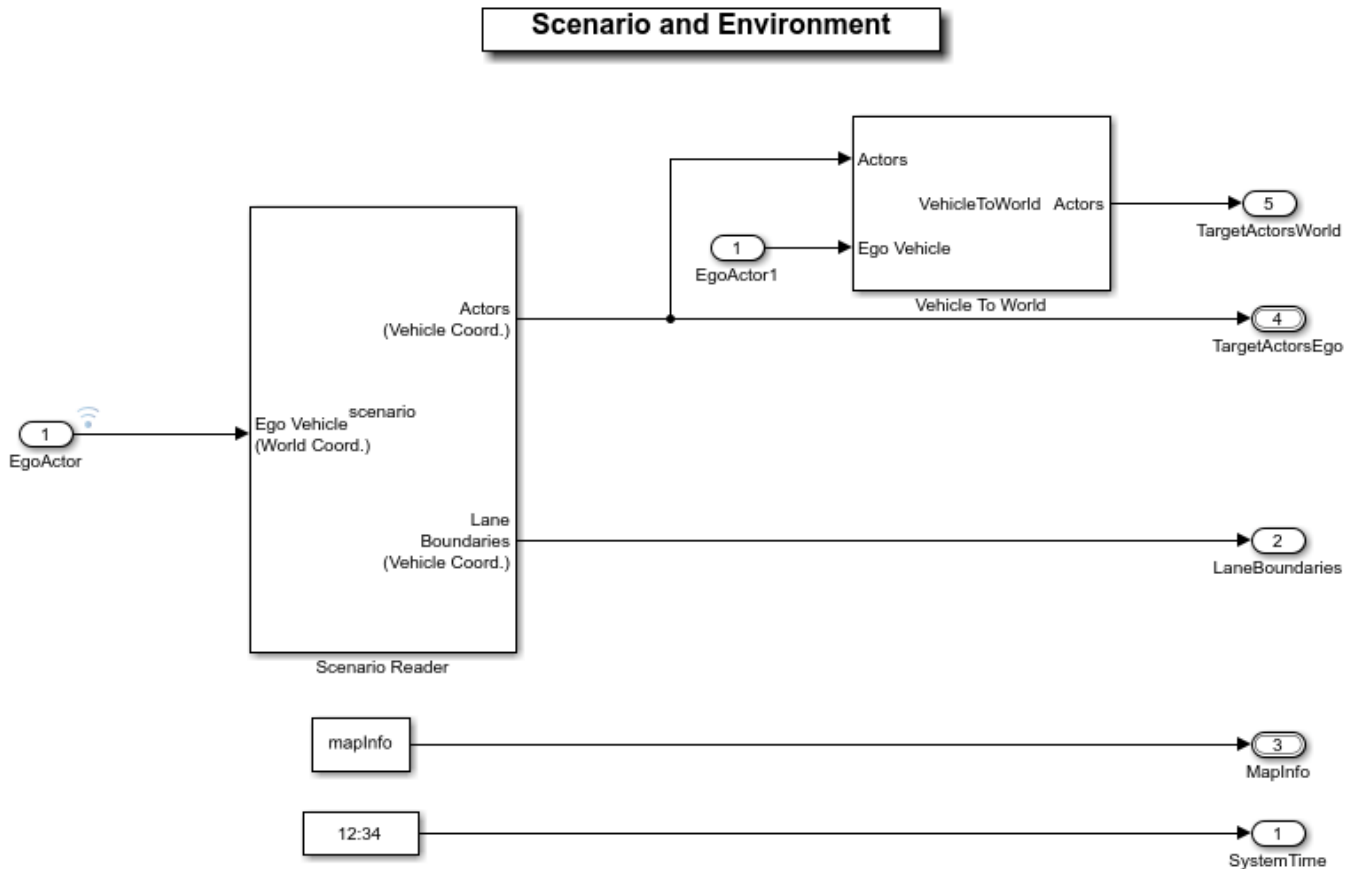 Scenario and Environment
Actors
VehicleToWorld Actors
Ego Vehicle
Vehicle To World
1
EgoActor1
5
TargetActorsWorld
4
TargetActorsEgo
1
EgoActor
Ego Vehicle
(World Coord.)
scenario
Actors
(Vehicle Coord.)
Lane
Boundaries
(Vehicle Coord.)
Scenario Reader
2
LaneBoundaries
mapInfo
3
MapInfo
12:34
1
SystemTime